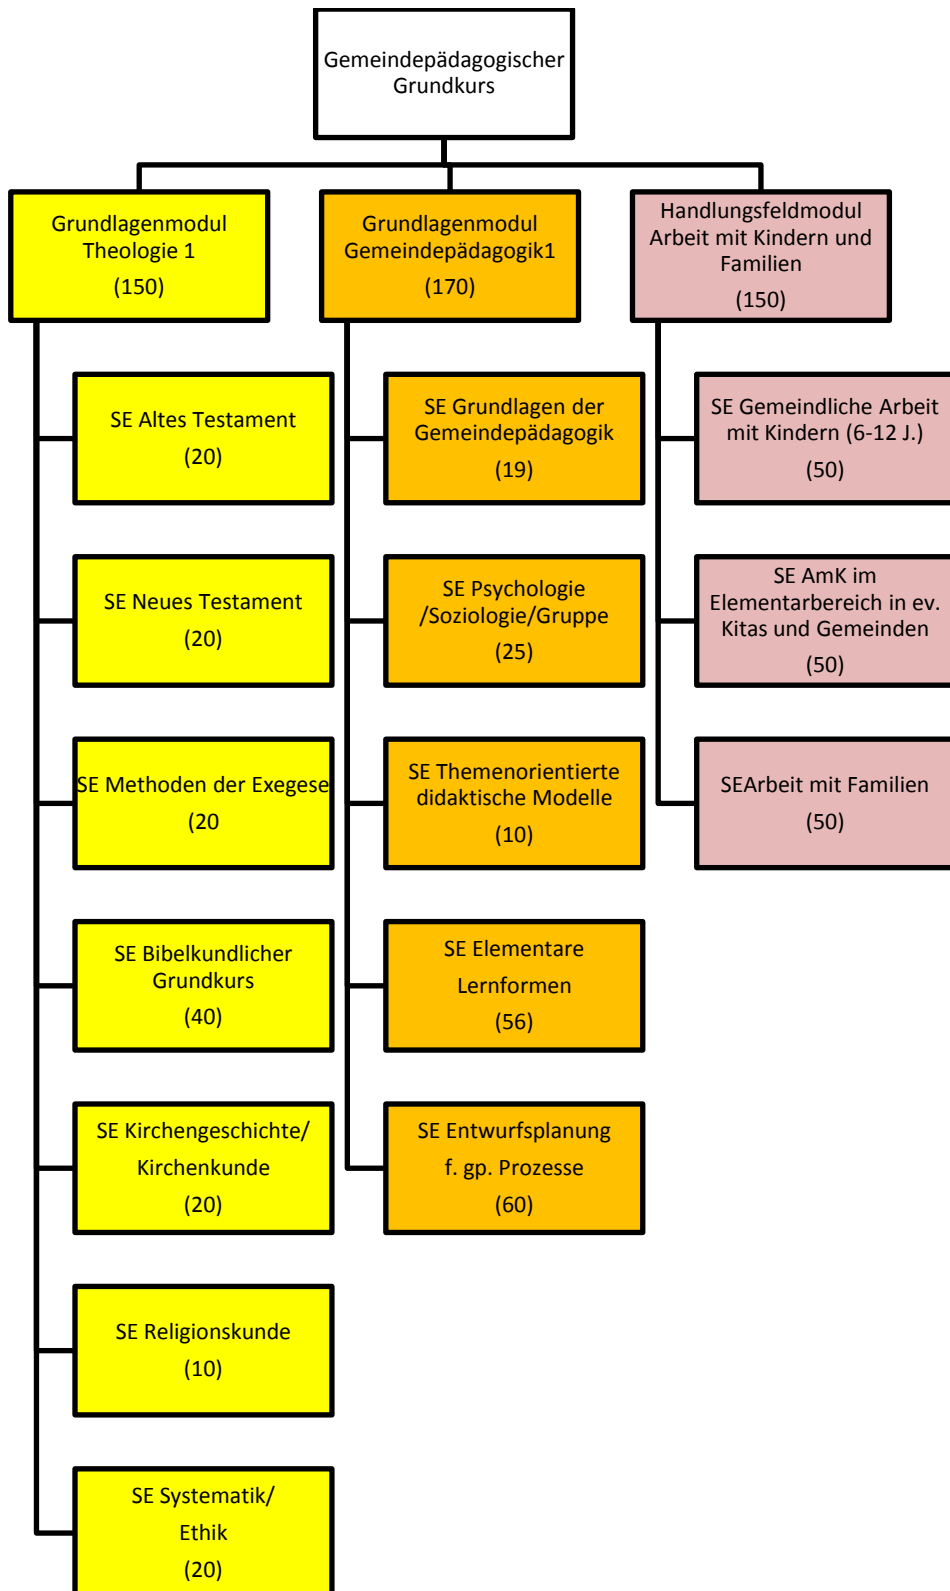 Gemeindepädagogischer
Grundkurs
Grundlagenmodul
Theologie 1
(150)
SE Altes Testament
(20)
SE Neues Testament
(20)
SE Methoden der Exegese
(20
SE Bibelkundlicher
Grundkurs
(40)
SE Kirchengeschichte/
Kirchenkunde
(20)
SE Religionskunde
(10)
SE Systematik/
Ethik
(20)
Grundlagenmodul
Gemeindepädagogik1
(170)
SE Grundlagen der
Gemeindepädagogik
(19)
SE Psychologie
/Soziologie/Gruppe
(25)
SE Themenorientierte
didaktische Modelle
(10)
SE Elementare
Lernformen
(56)
SE Entwurfsplanung
f. gp. Prozesse
(60)
Handlungsfeldmodul
Arbeit mit Kindern und
Familien
(150)
SE Gemeindliche Arbeit
mit Kindern (6-12 J.)
(50)
SE AmK im
Elementarbereich in ev.
Kitas und Gemeinden
(50)
SEArbeit mit Familien
(50)